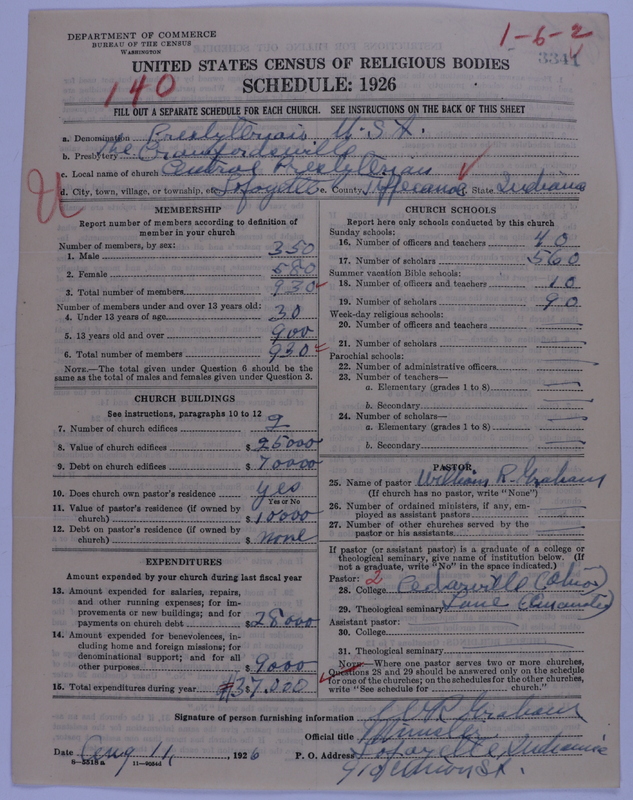 DEPARTMENT OF COMMERCE
BUREAU OF THE CENSUS
WASHINGTON
1-6-2
3341
UNITED STATES CENSUS OF RELIGIOUS BODIES
SCHEDULE: 1926
140
FILL OUT A SEPARATE SCHEDULE FOR EACH CHURCH. SEE INSTRUCTIONS ON THE BACK OF THIS SHEET
a. Denomination Presbyterian U.S.A.
b. Presbytery The Crawfordsville
c. Local name of church Central Presbyterian
d. City, town, village, or township, etc. Lafayette e. County Tippecanoe f. State Indiana
MEMBERSHIP
Report number of members according to definition of
member in your church
Number of members, by sex:
1. Male 350
2. Female 580
3. Total number of members 930
Number of members under and over 13 years old:
4. Under 13 years of age 30
5. 13 years old and over 900
6. Total number of members 930
NOTE.—The total given under Question 6 should be the
same as the total of males and females given under Question 3.
CHURCH BUILDINGS
See instructions, paragraphs 10 to 12
7. Number of church edifices 2
8. Value of church edifices $ 25000
9. Debt on church edifices $ 70000
10. Does church own pastor's residence yes
Yes or No
11. Value of pastor's residence (if owned by
church) $ 10000
12. Debt on pastor's residence (if owned by
church) $ none
EXPENDITURES
Amount expended by your church during last fiscal year
13. Amount expended for salaries, repairs,
and other running expenses; for im-
provements or new buildings; and for
payments on church debt $ 28000
14. Amount expended for benevolences, in-
cluding home and foreign missions; for
denominational support; and for all
other purposes $ 9000
15. Total expenditures during year $ 37,000
CHURCH SCHOOLS
Report here only schools conducted by this church
Sunday schools:
16. Number of officers and teachers 40
17. Number of scholars 560
Summer vacation Bible schools:
18. Number of officers and teachers 10
19. Number of scholars 90
Week-day religious schools:
20. Number of officers and teachers
21. Number of scholars
Parochial schools:
22. Number of administrative officers
23. Number of teachers—
a. Elementary (grades 1 to 8)
b. Secondary
24. Number of scholars—
a. Elementary (grades 1 to 8)
b. Secondary
PASTOR
25. Name of pastor William R. Graham
(If church has no pastor, write "None")
26. Number of ordained ministers, if any, em-
ployed as assistant pastors
27. Number of other churches served by the
pastor or his assistants
If pastor (or assistant pastor) is a graduate of a college or
theological seminary, give name of institution below. (If
not a graduate, write "No" in the space indicated.)
Pastor: 2
28. College Cedarville (Ohio)
29. Theological seminary Lane (Cincinnati)
Assistant pastor:
30. College
31. Theological seminary
NOTE.—Where one pastor serves two or more churches,
Questions 28 and 29 should be answered only on the schedule
for one of the churches; on the schedules for the other churches,
write "See schedule for church."
Signature of person furnishing information R. Graham
Official title Minister
Date Aug 11, 1926 P. O. Address Lafayette Indiana
8-5518a 11-9034d Union St.